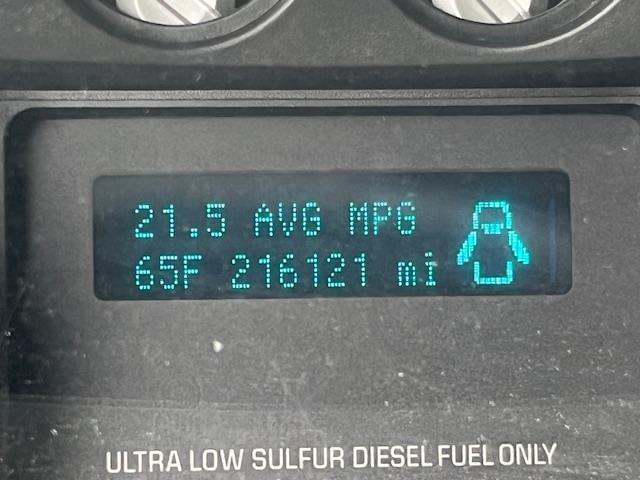 21.5 AVG MPG
65F 216121 mi
ULTRA LOW SULFUR DIESEL FUEL ONLY